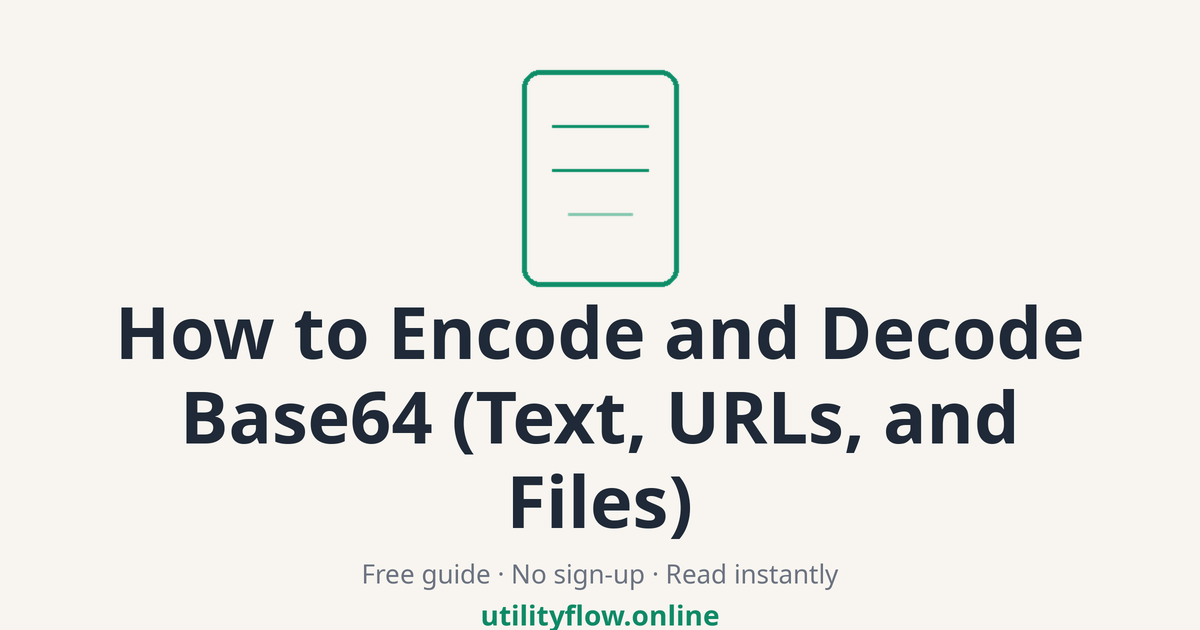 How to Encode and Decode
Base64 (Text, URLs, and
Files)
Free guide · No sign-up · Read instantly
utilityflow.online